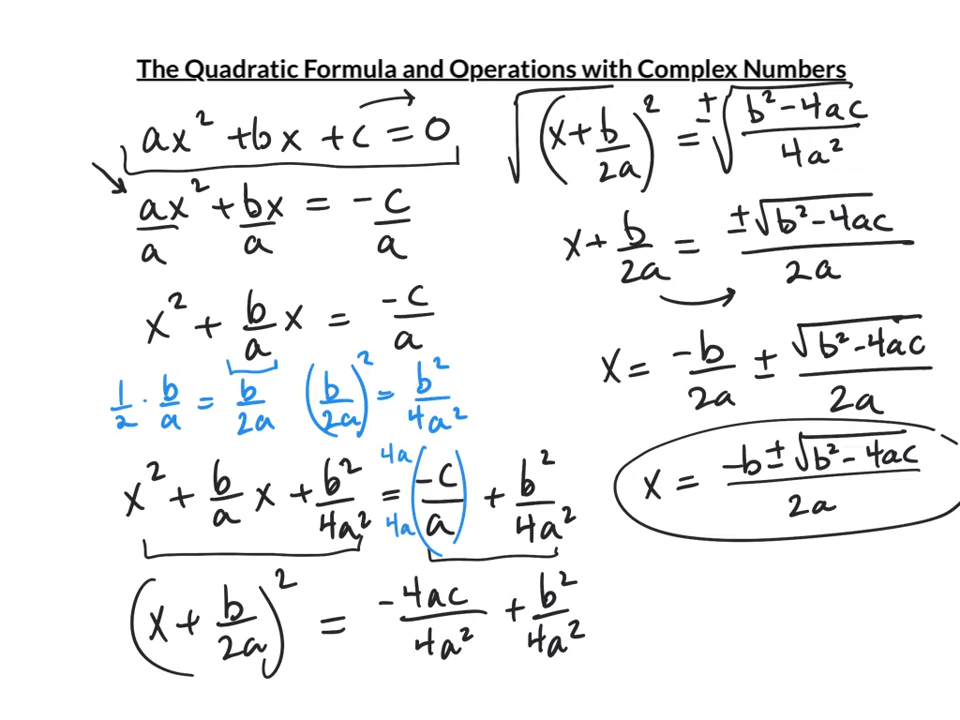 The Quadratic Formula and Operations with Complex Numbers
ax² + bx + c = 0
ax²/a + bx/a = -c/a
x² + b/a x = -c/a
1/2 · b/a = b/2a (b/2a)² = b²/4a²
x² + b/a x + b²/4a² = 4a/4a (-c/a) + b²/4a²
(x + b/2a)² = -4ac/4a² + b²/4a²
√(x + b/2a)² = ±√(b² - 4ac/4a²)
x + b/2a = ±√(b² - 4ac)/2a
x = -b/2a ± √(b² - 4ac)/2a
x = -b ± √(b² - 4ac)/2a